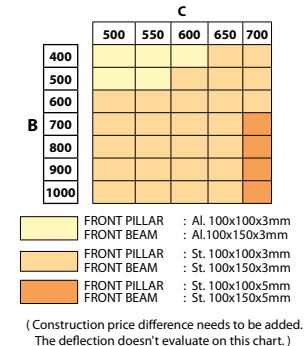 C
500 550 600 650 700
400
500
600
B 700
800
900
1000
FRONT PILLAR : Al. 100x100x3mm
FRONT BEAM : Al.100x150x3mm
FRONT PILLAR : St. 100x100x3mm
FRONT BEAM : St. 100x150x3mm
FRONT PILLAR : St. 100x100x5mm
FRONT BEAM : St. 100x150x5mm
( Construction price difference needs to be added.
The deflection doesn't evaluate on this chart. )